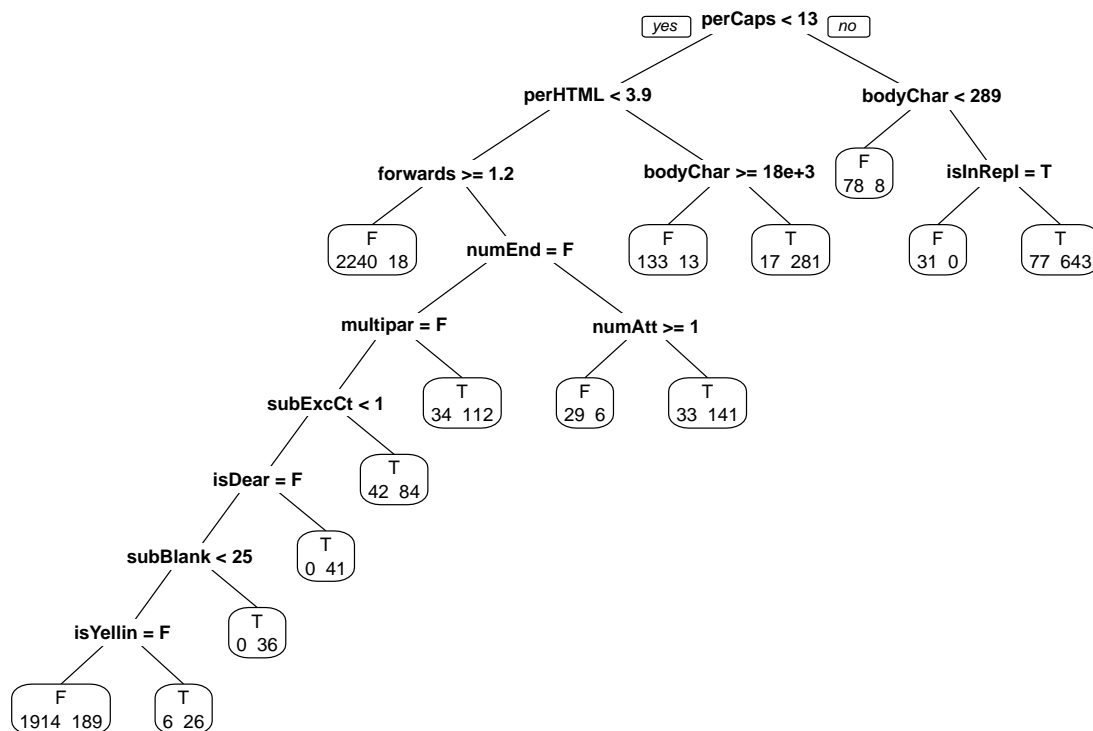 yes
perCaps < 13
no
perHTML < 3.9
bodyChar < 289
forwards >= 1.2
bodyChar >= 18e+3
F
78 8
isInRepl = T
F
2240 18
numEnd = F
F
133 13
T
17 281
F
31 0
T
77 643
multipar = F
numAtt >= 1
subExcCt < 1
T
34 112
F
29 6
T
33 141
isDear = F
T
42 84
subBlank < 25
T
0 41
isYellin = F
T
0 36
F
1914 189
T
6 26